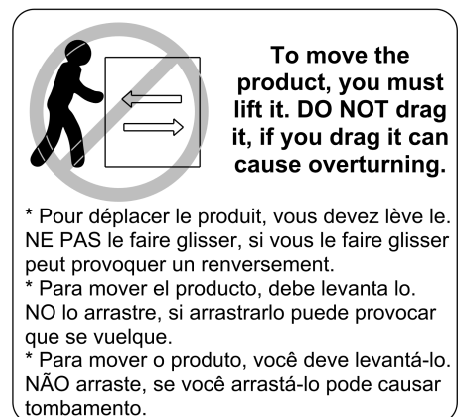 To move the
product, you must
lift it. DO NOT drag
it, if you drag it can
cause overturning.
* Pour déplacer le produit, vous devez lève le.
NE PAS le faire glisser, si vous le faire glisser
peut provoquer un renversement.
* Para mover el producto, debe levanta lo.
NO lo arrastre, si arrastrarlo puede provocar
que se vuelque.
* Para mover o produto, você deve levantá-lo.
NÃO arraste, se você arrastá-lo pode causar
tombamento.